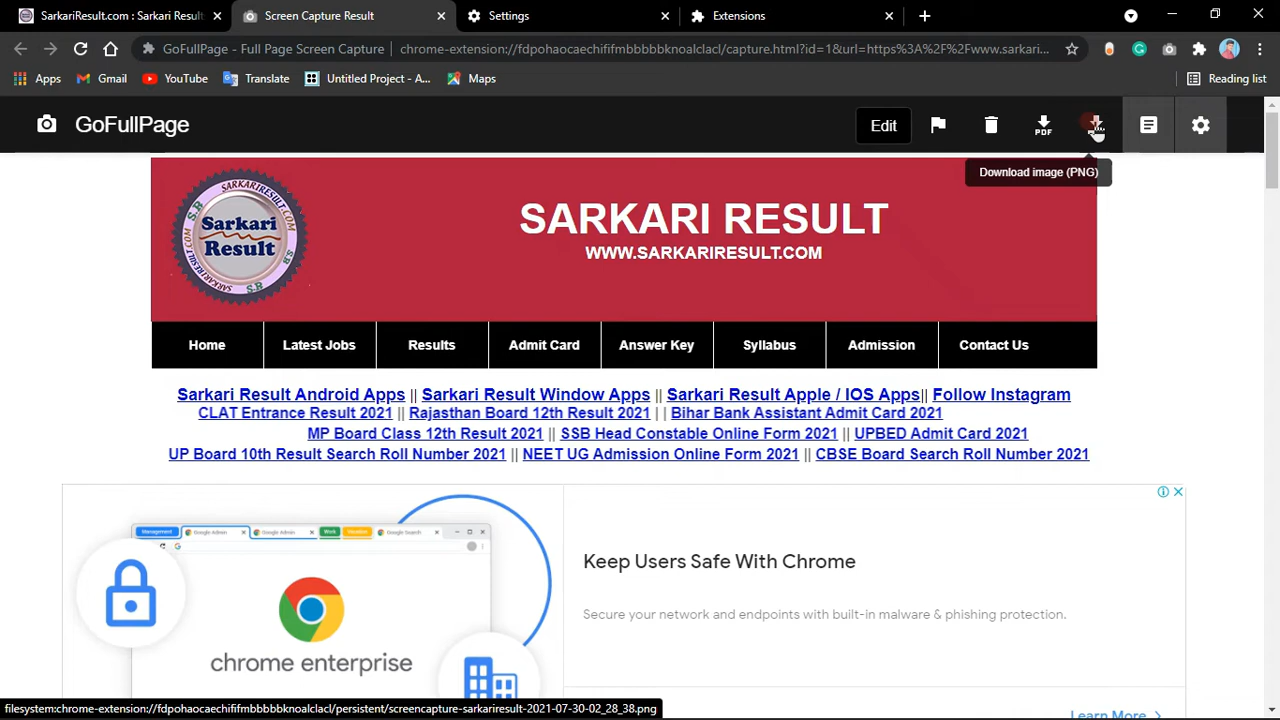 SarkariResult.com : Sarkari Result
Screen Capture Result
Settings
Extensions
GoFullPage - Full Page Screen Capture
chrome-extension://fdpohaocaechififmbbbbbknoalclacl/capture.html?id=1&url=https%3A%2F%2Fwww.sarkari...
Apps
Gmail
YouTube
Translate
Untitled Project - A...
Maps
Reading list
GoFullPage
Edit
PDF
Download image (PNG)
Sarkari
Result
SARKARI RESULT
WWW.SARKARIRESULT.COM
Home
Latest Jobs
Results
Admit Card
Answer Key
Syllabus
Admission
Contact Us
Sarkari Result Android Apps || Sarkari Result Window Apps || Sarkari Result Apple / IOS Apps|| Follow Instagram
CLAT Entrance Result 2021 || Rajasthan Board 12th Result 2021 | | Bihar Bank Assistant Admit Card 2021
MP Board Class 12th Result 2021 || SSB Head Constable Online Form 2021 || UPBED Admit Card 2021
UP Board 10th Result Search Roll Number 2021 || NEET UG Admission Online Form 2021 || CBSE Board Search Roll Number 2021
Management
Google Admin
Google Admin
Work
Google Search
chrome enterprise
Keep Users Safe With Chrome
Secure your network and endpoints with built-in malware & phishing protection.
Learn More
filesystem:chrome-extension://fdpohaocaechififmbbbbbknoalclacl/persistent/screencapture-sarkariresult-2021-07-30-02_28_38.png